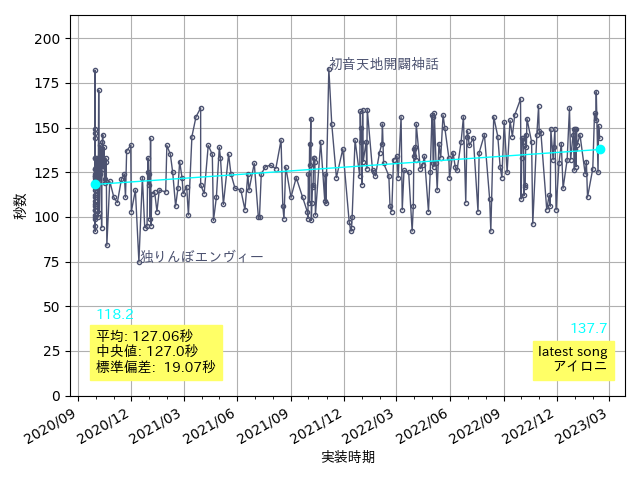 200
175
150
125
100
75
50
25
0
秒数
初音天地開闢神話
独りんぼエンヴィー
118.2
平均: 127.06秒
中央値: 127.0秒
標準偏差: 19.07秒
137.7
latest song
アイロニ
2020/09
2020/12
2021/03
2021/06
2021/09
2021/12
2022/03
2022/06
2022/09
2022/12
2023/03
実装時期